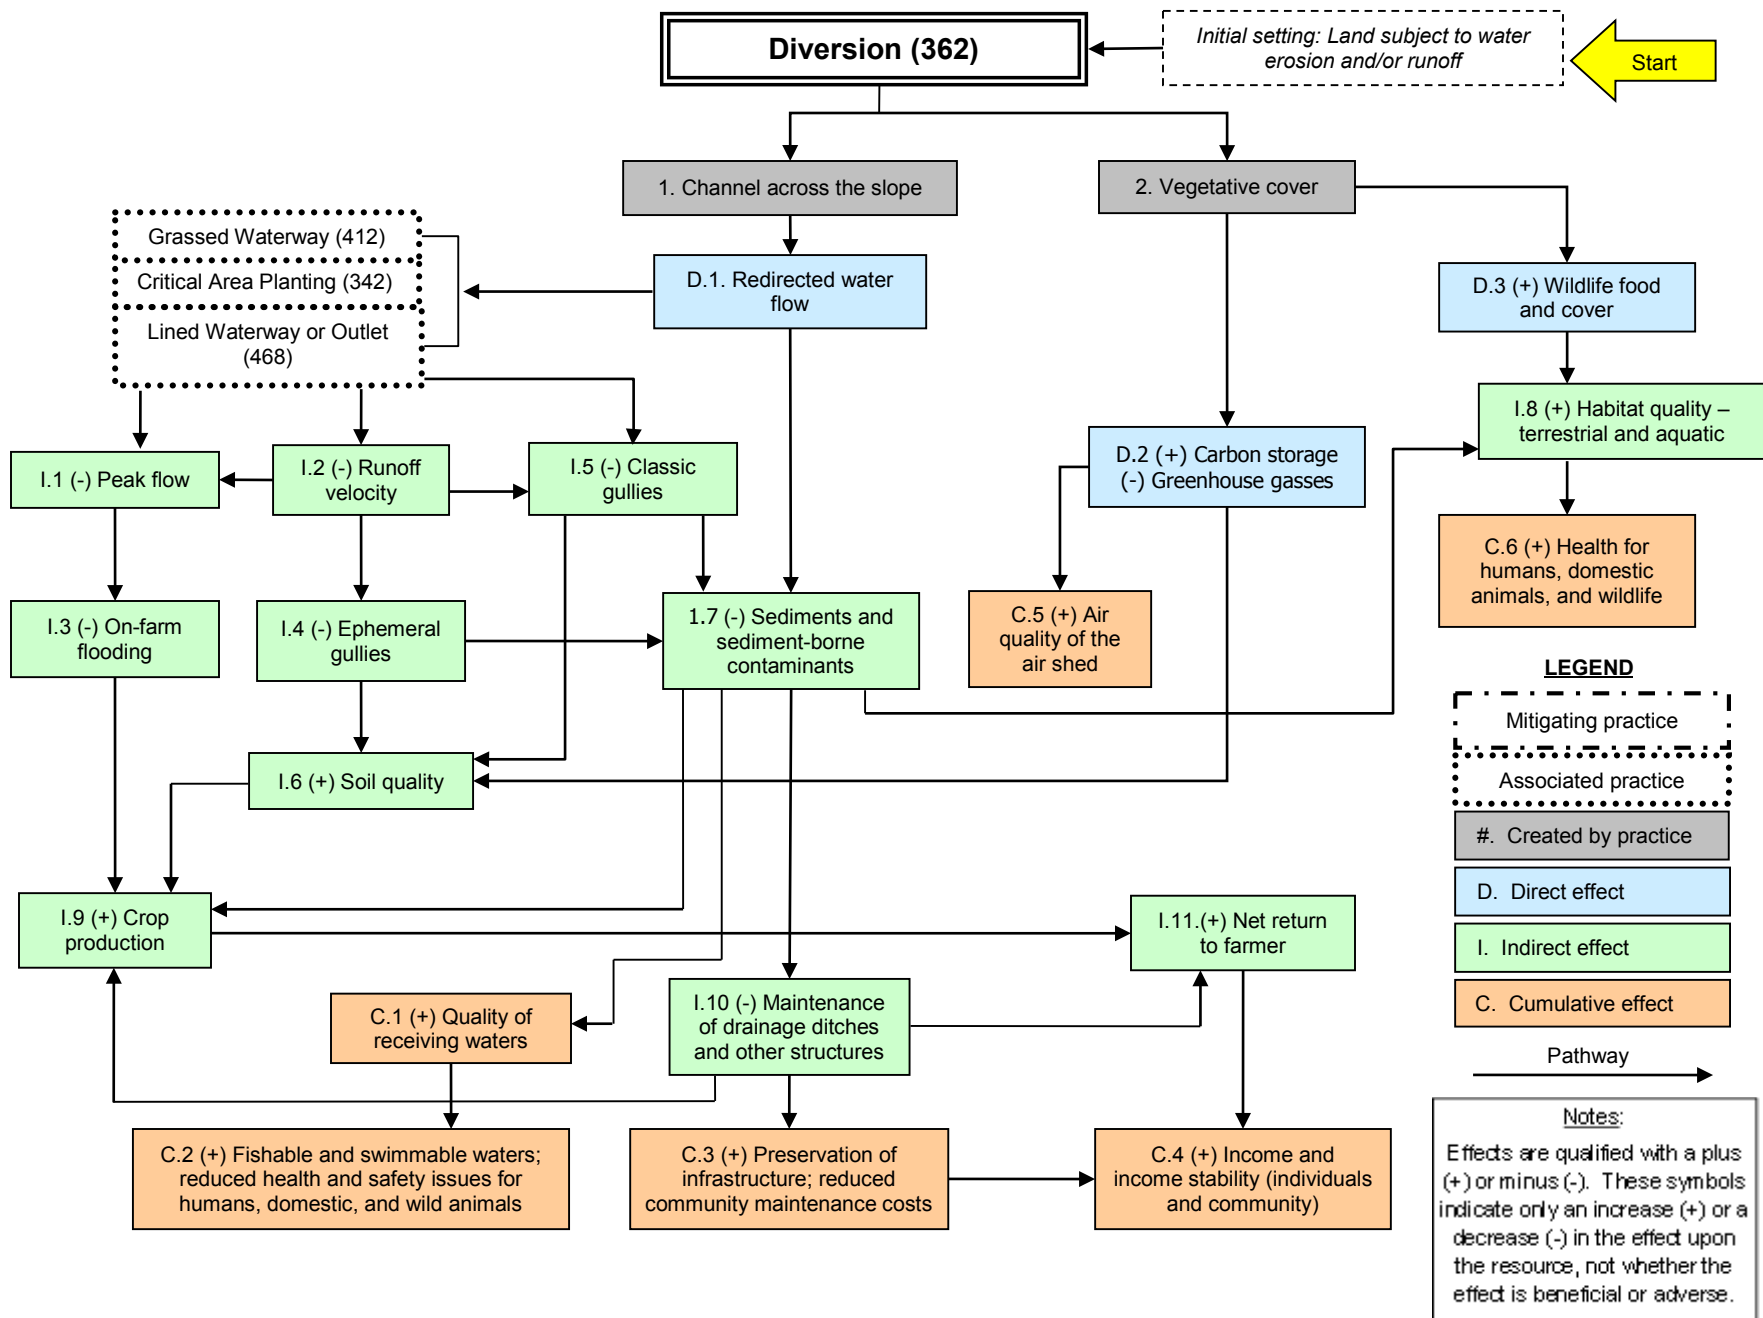 Diversion (362)
Initial setting: Land subject to water
erosion and/or runoff
Start
1. Channel across the slope
2. Vegetative cover
Grassed Waterway (412)
Critical Area Planting (342)
Lined Waterway or Outlet
(468)
D.1. Redirected water
flow
D.3 (+) Wildlife food
and cover
I.8 (+) Habitat quality –
terrestrial and aquatic
I.1 (-) Peak flow
I.2 (-) Runoff
velocity
I.5 (-) Classic
gullies
D.2 (+) Carbon storage
(-) Greenhouse gasses
C.6 (+) Health for
humans, domestic
animals, and wildlife
I.3 (-) On-farm
flooding
I.4 (-) Ephemeral
gullies
1.7 (-) Sediments and
sediment-borne
contaminants
C.5 (+) Air
quality of the
air shed
I.6 (+) Soil quality
I.9 (+) Crop
production
I.11.(+) Net return
to farmer
C.1 (+) Quality of
receiving waters
I.10 (-) Maintenance
of drainage ditches
and other structures
C.2 (+) Fishable and swimmable waters;
reduced health and safety issues for
humans, domestic, and wild animals
C.3 (+) Preservation of
infrastructure; reduced
community maintenance costs
C.4 (+) Income and
income stability (individuals
and community)
LEGEND
Mitigating practice
Associated practice
#. Created by practice
D. Direct effect
I. Indirect effect
C. Cumulative effect
Pathway
Notes:
Effects are qualified with a plus
(+) or minus (-). These symbols
indicate only an increase (+) or a
decrease (-) in the effect upon
the resource, not whether the
effect is beneficial or adverse.